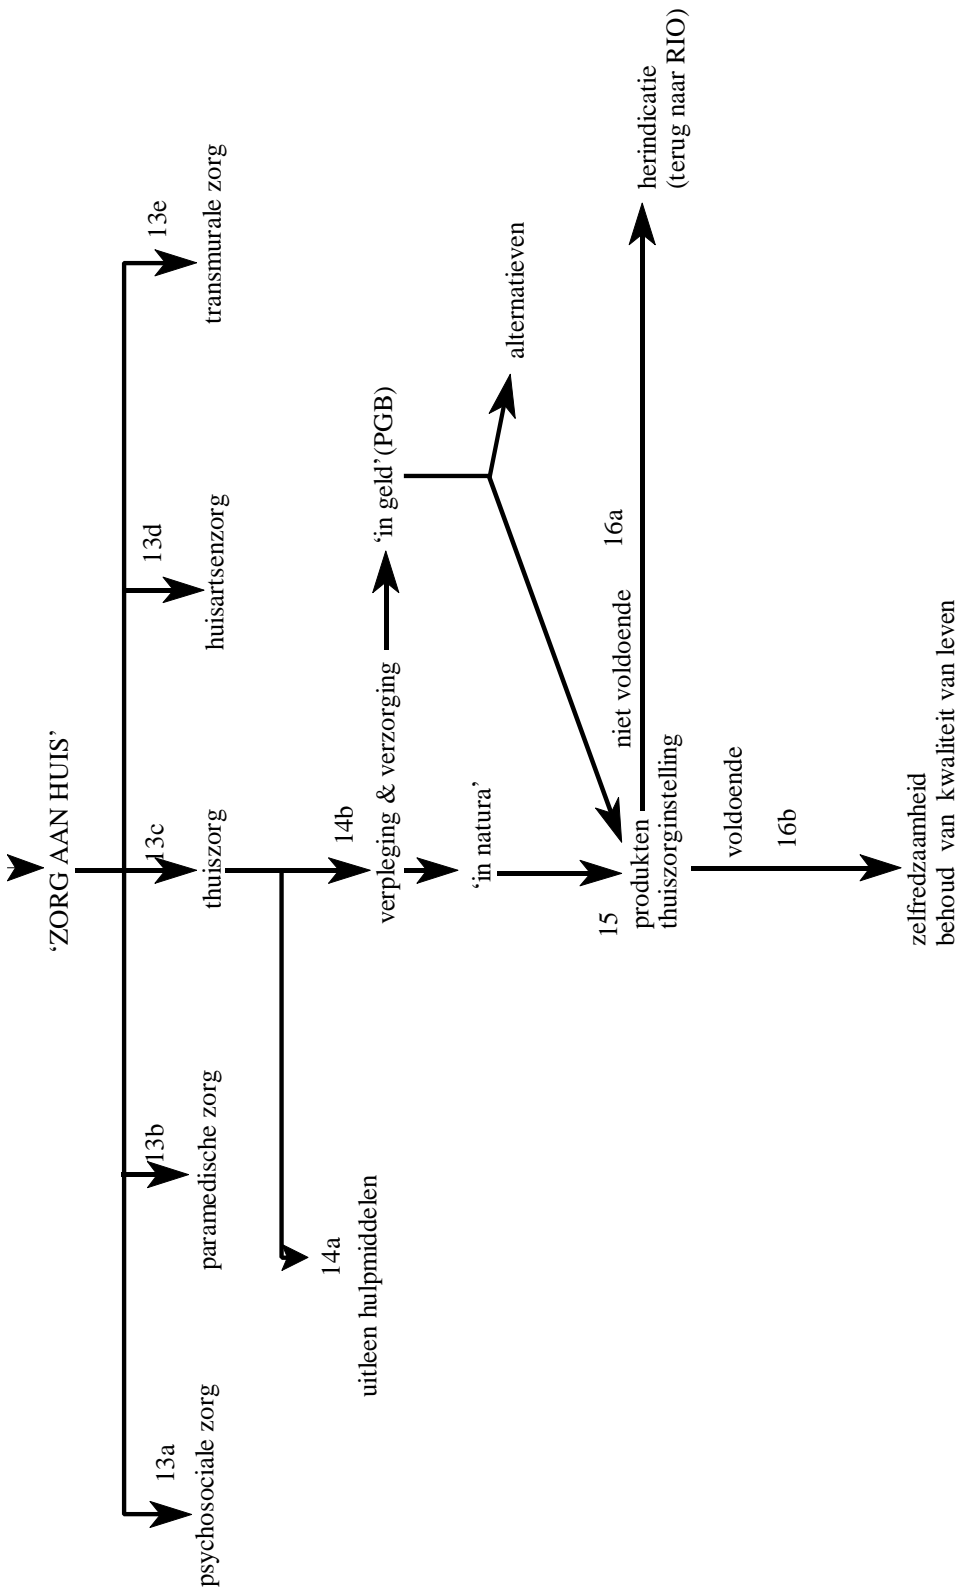 ‘ZORG AAN HUIS’
13a
psychosociale zorg
13b
paramedische zorg
13c
thuiszorg
13d
huisartsenzorg
13e
transmurale zorg
14a
uitleen hulpmiddelen
14b
verpleging & verzorging
‘in geld’ (PGB)
‘in natura’
alternatieven
15
produkten
thuiszorginstelling
niet voldoende
16a
herindicatie
(terug naar RIO)
voldoende
16b
zelfredzaamheid
behoud van kwaliteit van leven